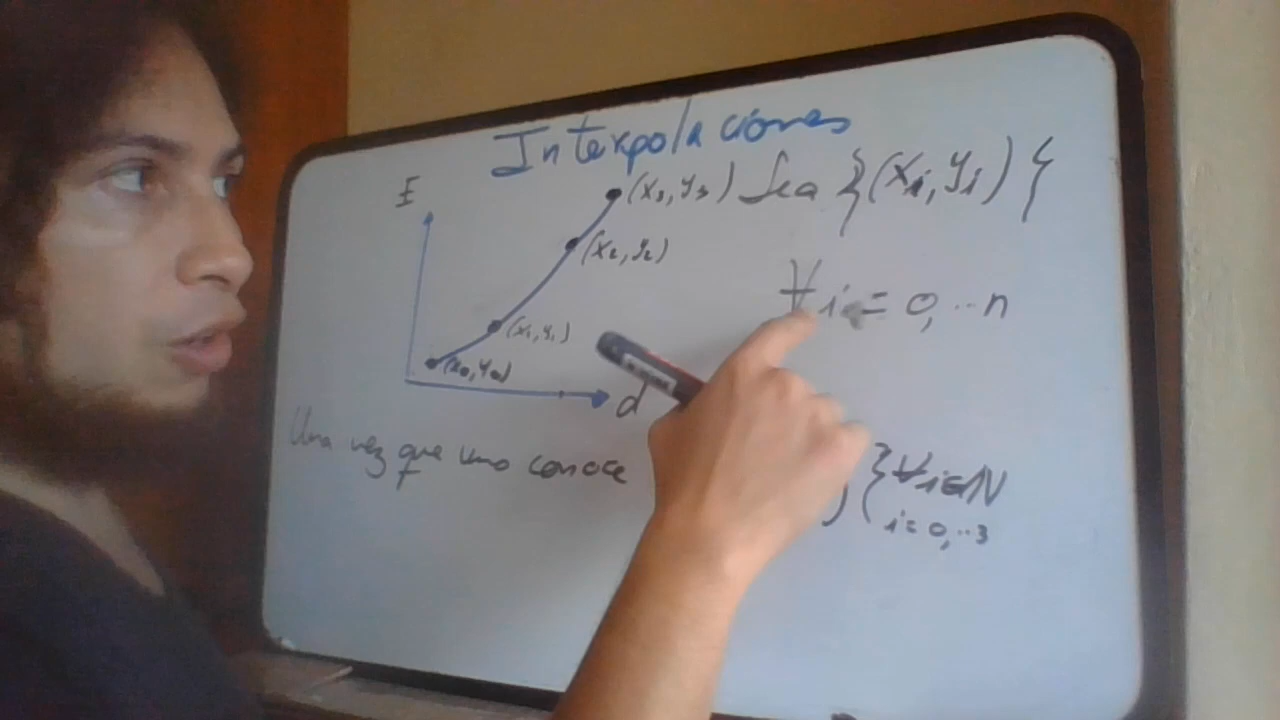 Interpolaciones
E
(x₃, y₃) Sea }(xᵢ, yᵢ){
(x₂, y₂)
∀i = 0, ...n
(x₁, y₁)
(x₀, y₀)
d
Una vez que uno conoce
) { ∀i∈N
i = 0, ...3